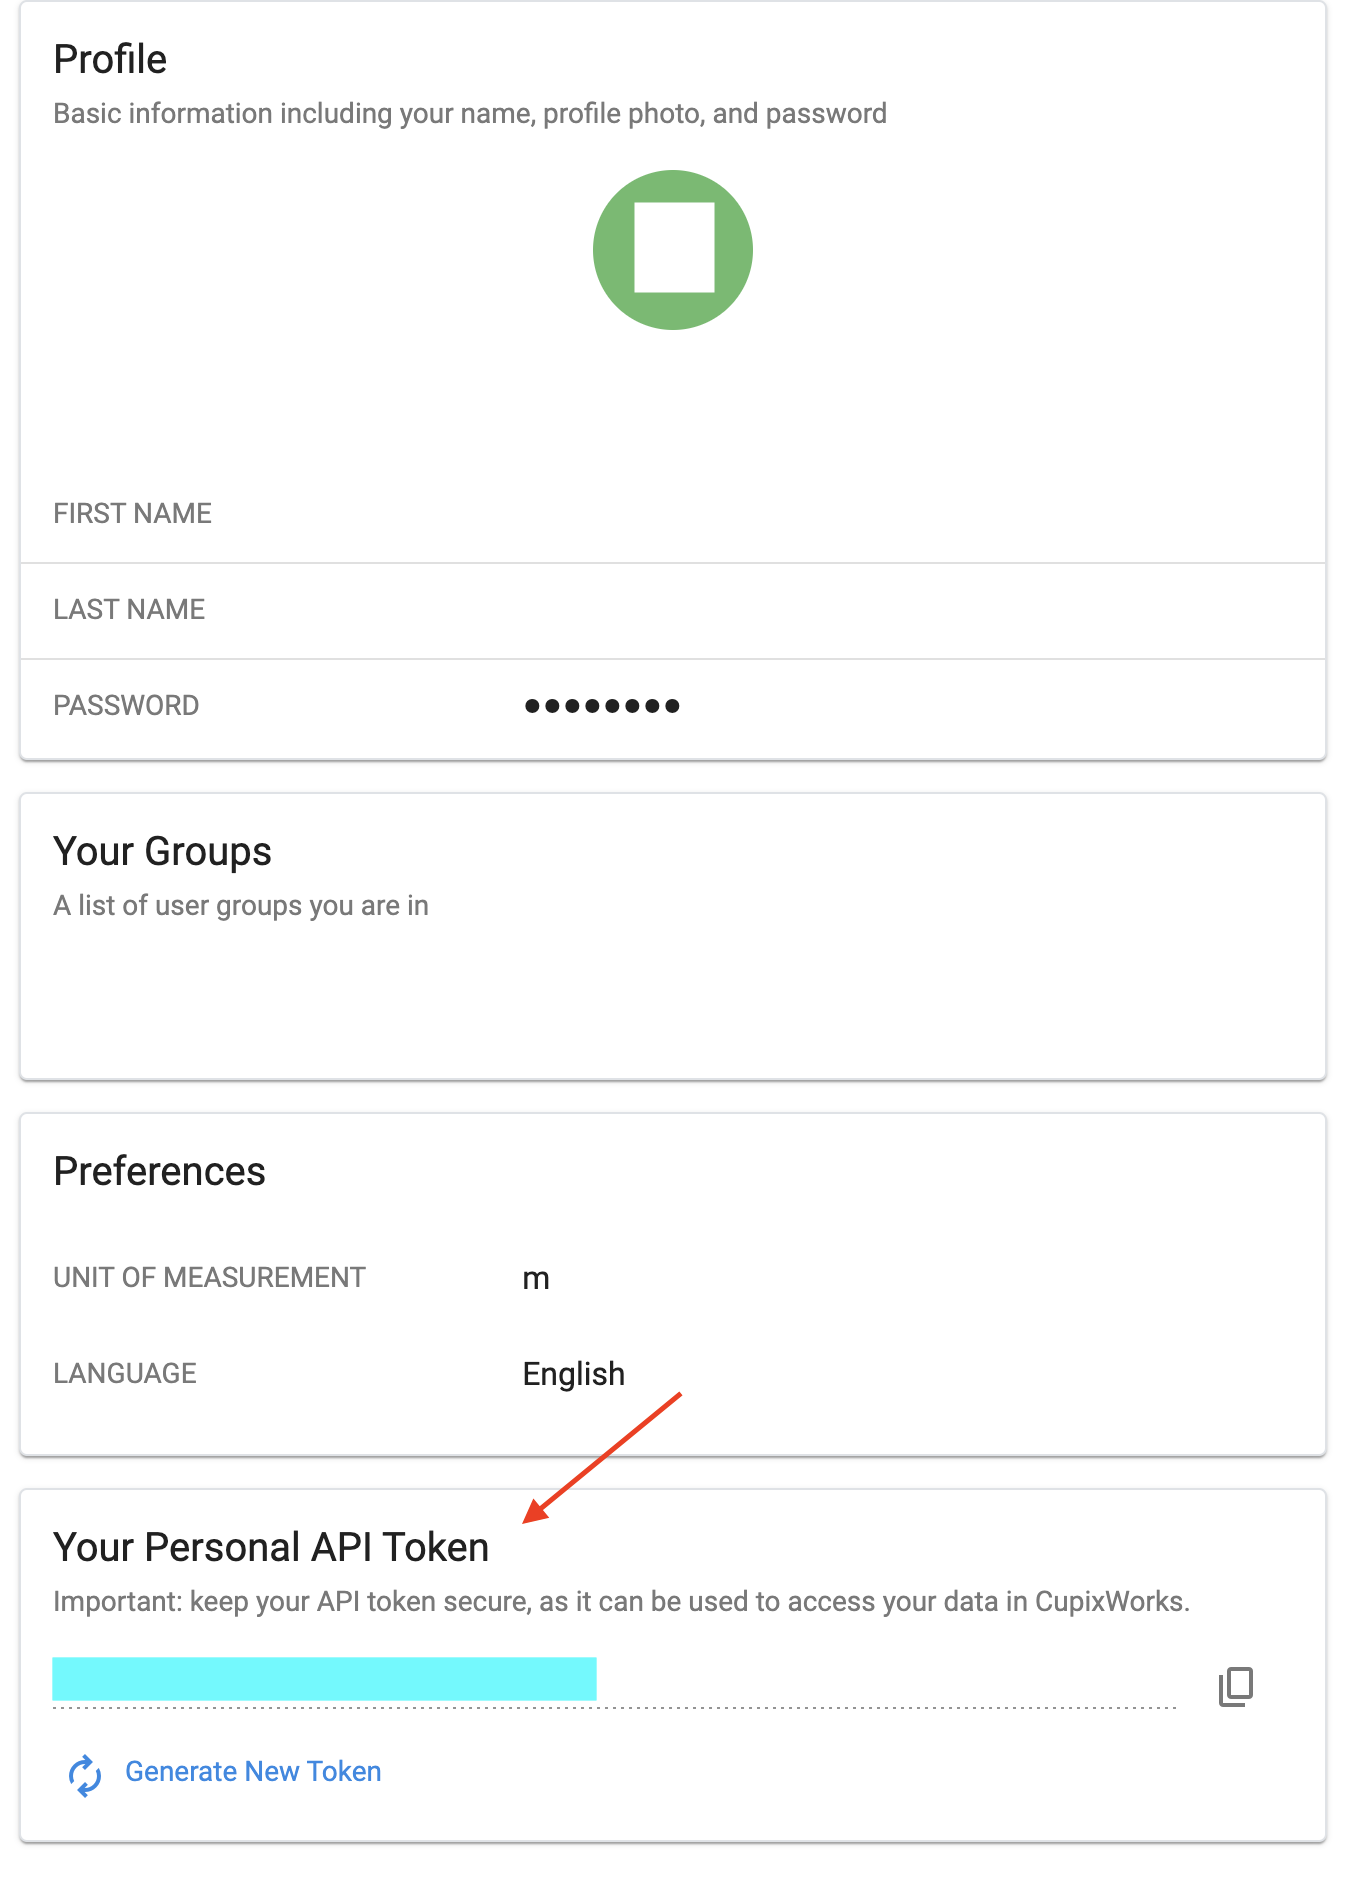 Profile
Basic information including your name, profile photo, and password
FIRST NAME
LAST NAME
PASSWORD ••••••••
Your Groups
A list of user groups you are in
Preferences
UNIT OF MEASUREMENT m
LANGUAGE English
Your Personal API Token
Important: keep your API token secure, as it can be used to access your data in CupixWorks.
Generate New Token